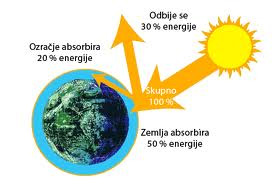 Odbije se
30 % energije
Ozračje absorbira
20 % energije
Skupno
100 %
Zemlja absorbira
50 % energije